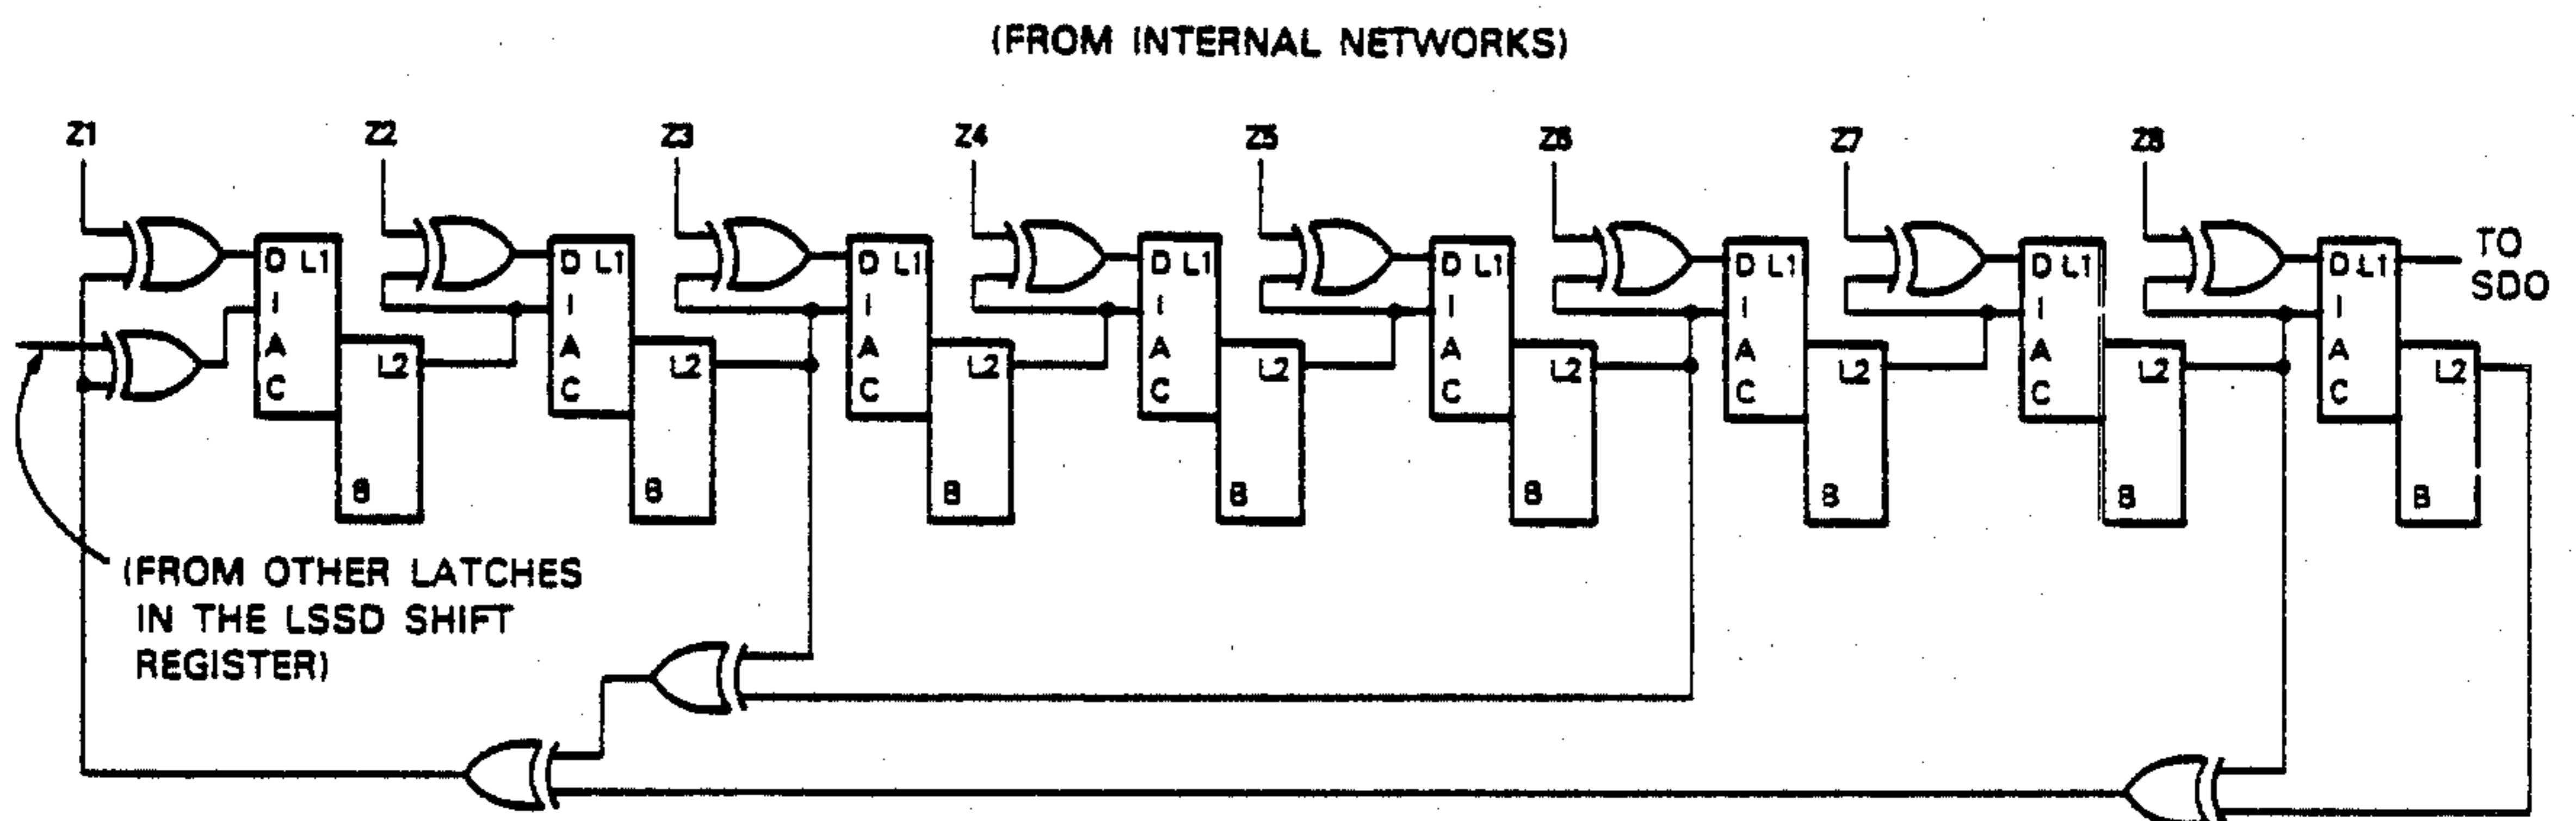 (FROM INTERNAL NETWORKS)
Z1 Z2 Z3 Z4 Z5 Z6 Z7 Z8
D L1 D L1 D L1 D L1 D L1 D L1 D L1 D L1
TO
SDO
I I I I I I I I
A A A A A A A A
L2 L2 L2 L2 L2 L2 L2 L2
C C C C C C C C
B B B B B B B B
(FROM OTHER LATCHES
IN THE LSSD SHIFT
REGISTER)